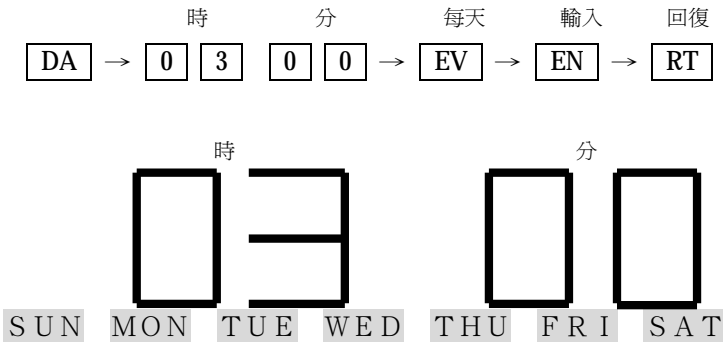 時 分 每天 輸入 回復
DA → 0 3 0 0 → EV → EN → RT
時 分
03 00
SUN MON TUE WED THU FRI SAT